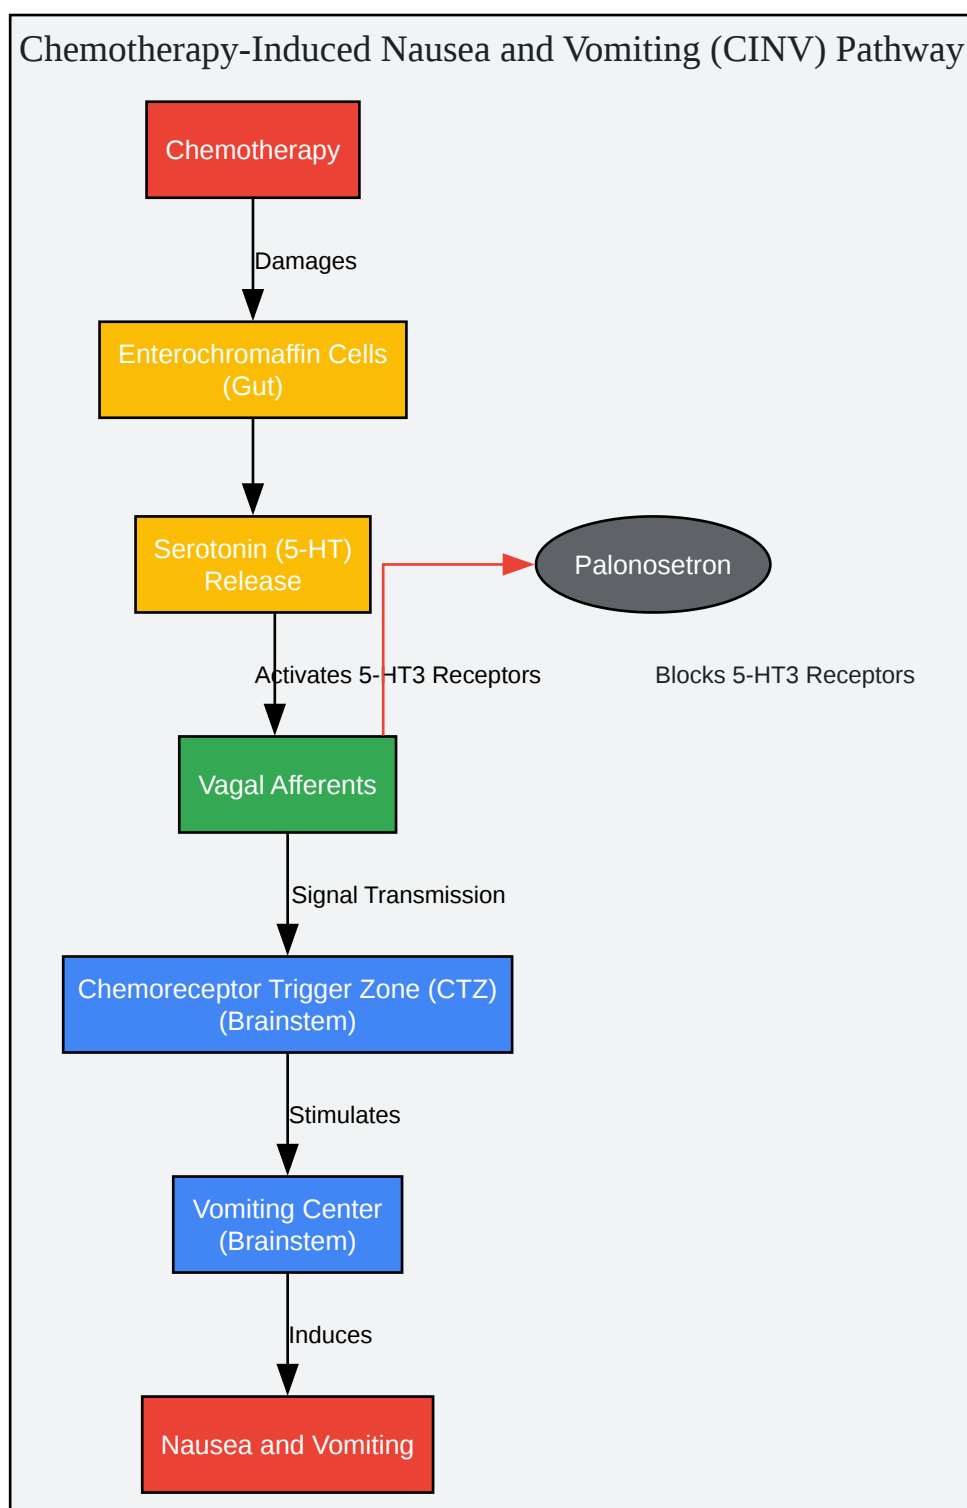 Chemotherapy-Induced Nausea and Vomiting (CINV) Pathway
Chemotherapy
Damages
Enterochromaffin Cells
(Gut)
Serotonin (5-HT)
Release
Palonosetron
Activates 5-HT3 Receptors
Blocks 5-HT3 Receptors
Vagal Afferents
Signal Transmission
Chemoreceptor Trigger Zone (CTZ)
(Brainstem)
Stimulates
Vomiting Center
(Brainstem)
Induces
Nausea and Vomiting